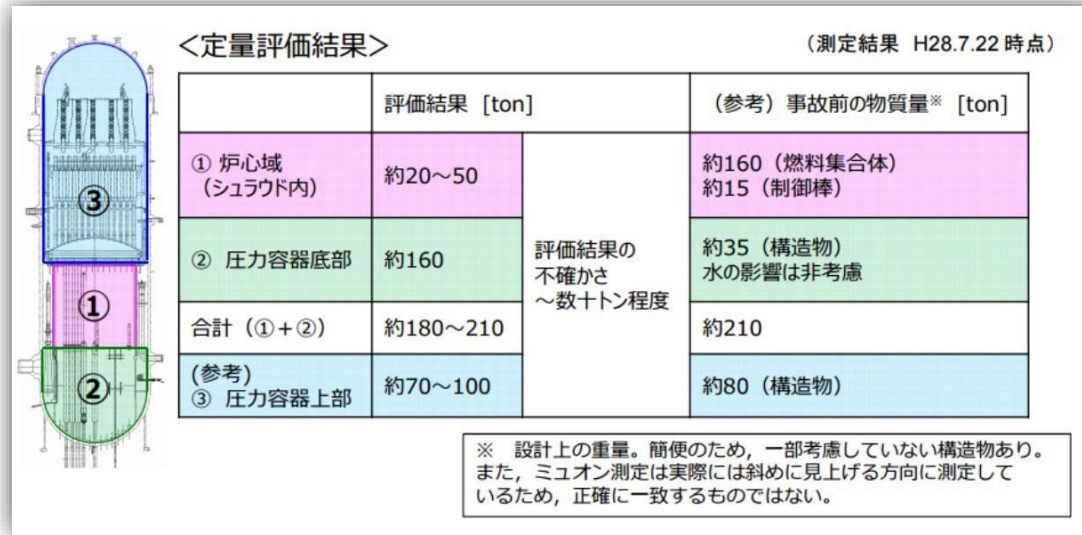 <定量評価結果>
(測定結果 H28.7.22 時点)
評価結果 [ton]
(参考)事故前の物質量※ [ton]
① 炉心域
(シュラウド内)
約20~50
約160(燃料集合体)
約15(制御棒)
② 圧力容器底部
約160
評価結果の
不確かさ
~数十トン程度
約35(構造物)
水の影響は非考慮
合計(①+②)
約180~210
約210
(参考)
③ 圧力容器上部
約70~100
約80(構造物)
③
①
②
※ 設計上の重量。簡便のため,一部考慮していない構造物あり。
また,ミュオン測定は実際には斜めに見上げる方向に測定して
いるため,正確に一致するものではない。